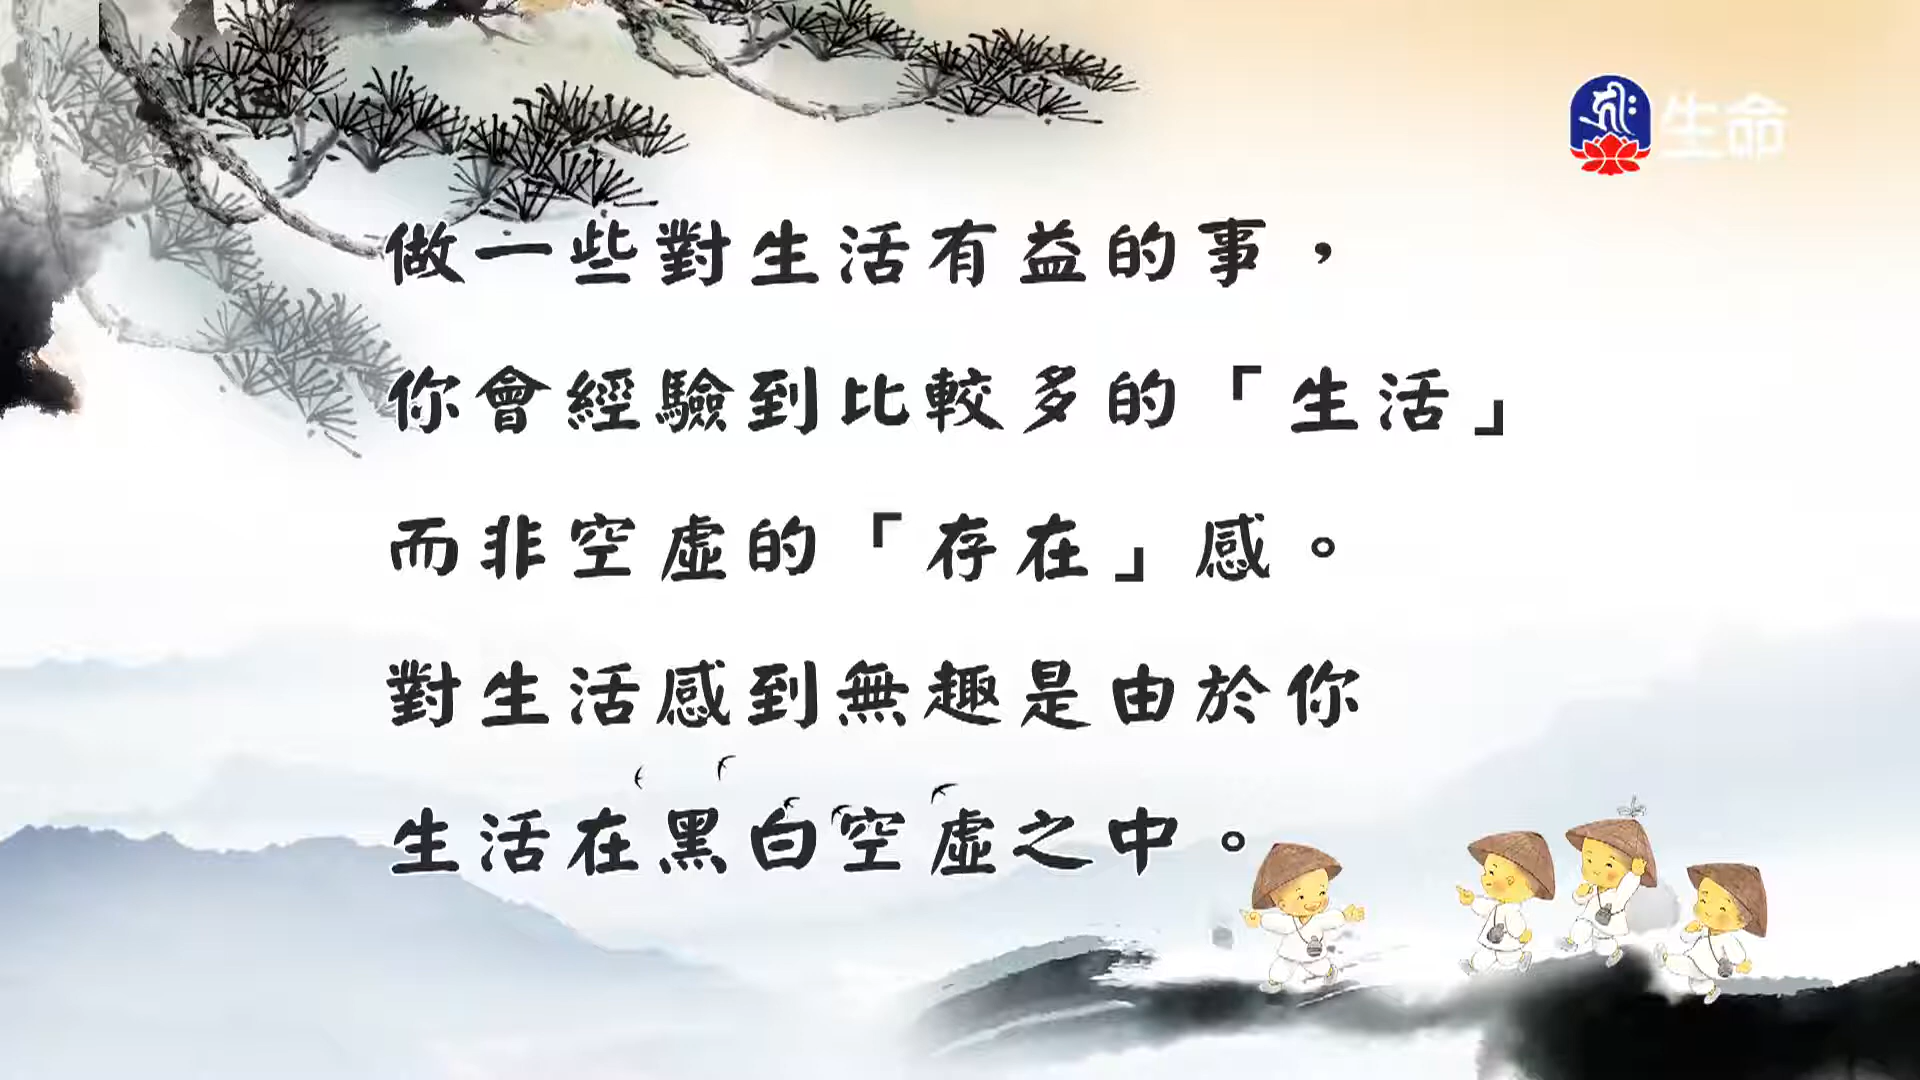 生命
做一些對生活有益的事，
你會經驗到比較多的「生活」
而非空虛的「存在」感。
對生活感到無趣是由於你
生活在黑白空虛之中。